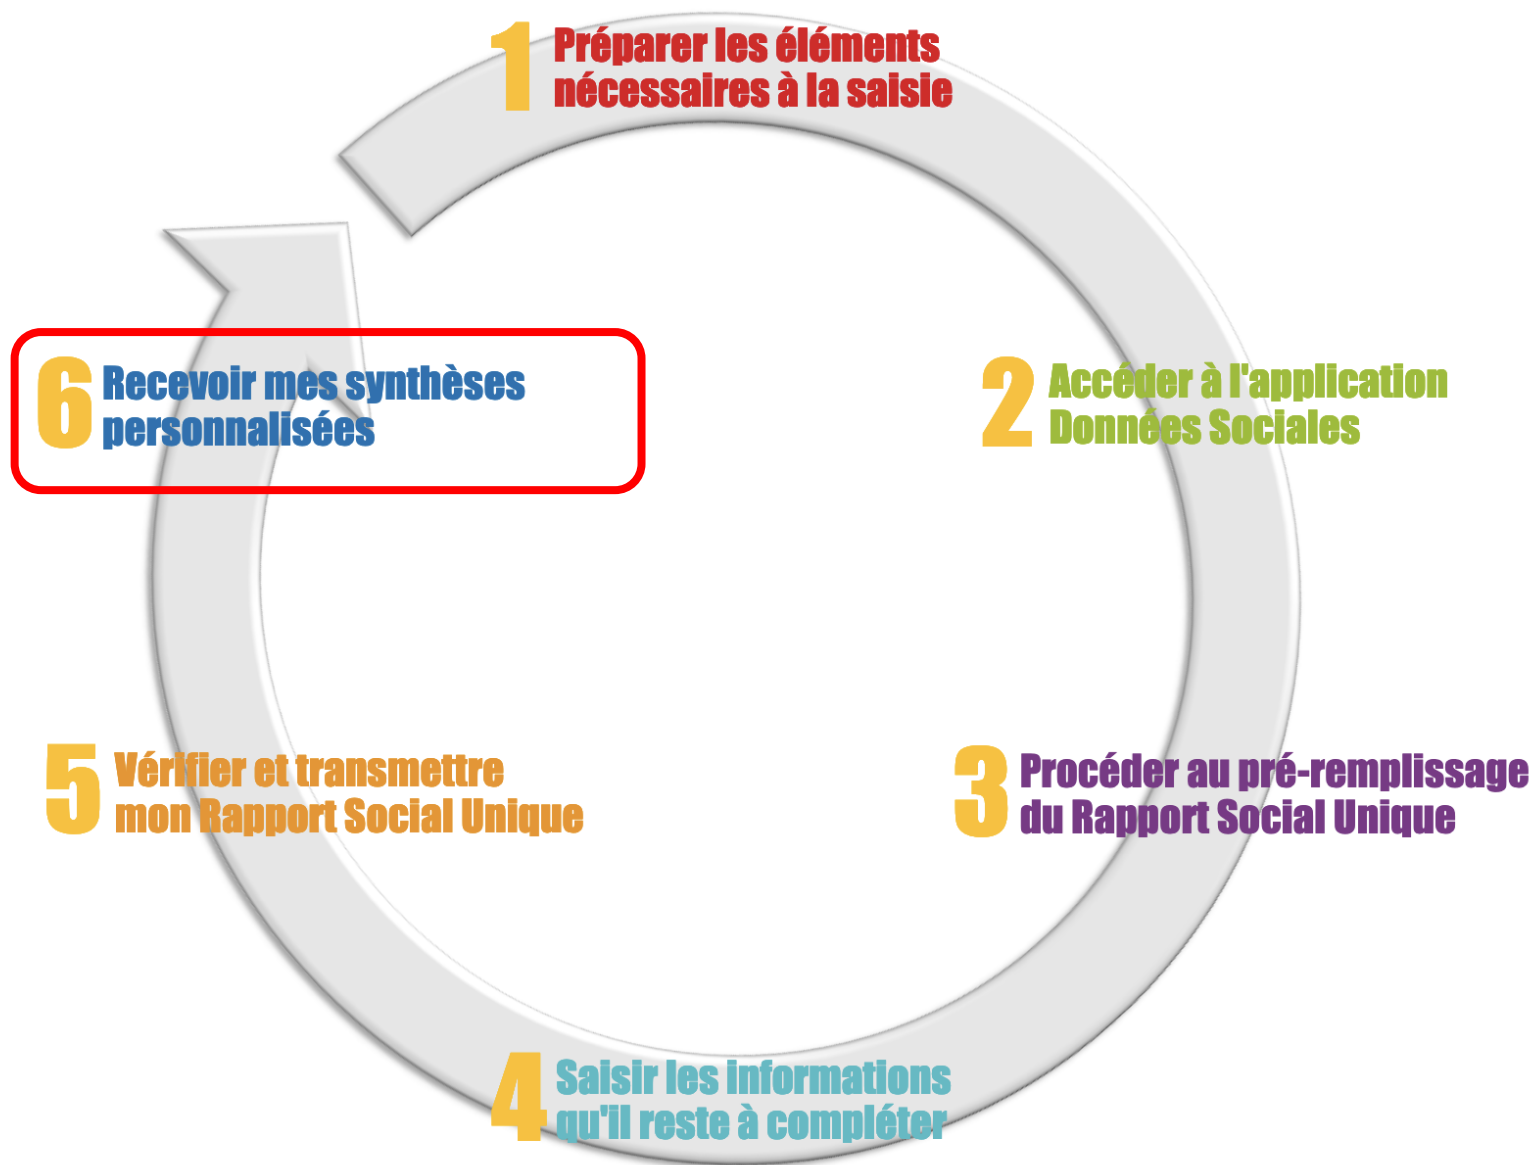 1 Préparer les éléments
nécessaires à la saisie
2 Accéder à l'application
Données Sociales
3 Procéder au pré-remplissage
du Rapport Social Unique
4 Saisir les informations
qu'il reste à compléter
5 Vérifier et transmettre
mon Rapport Social Unique
6 Recevoir mes synthèses
personnalisées